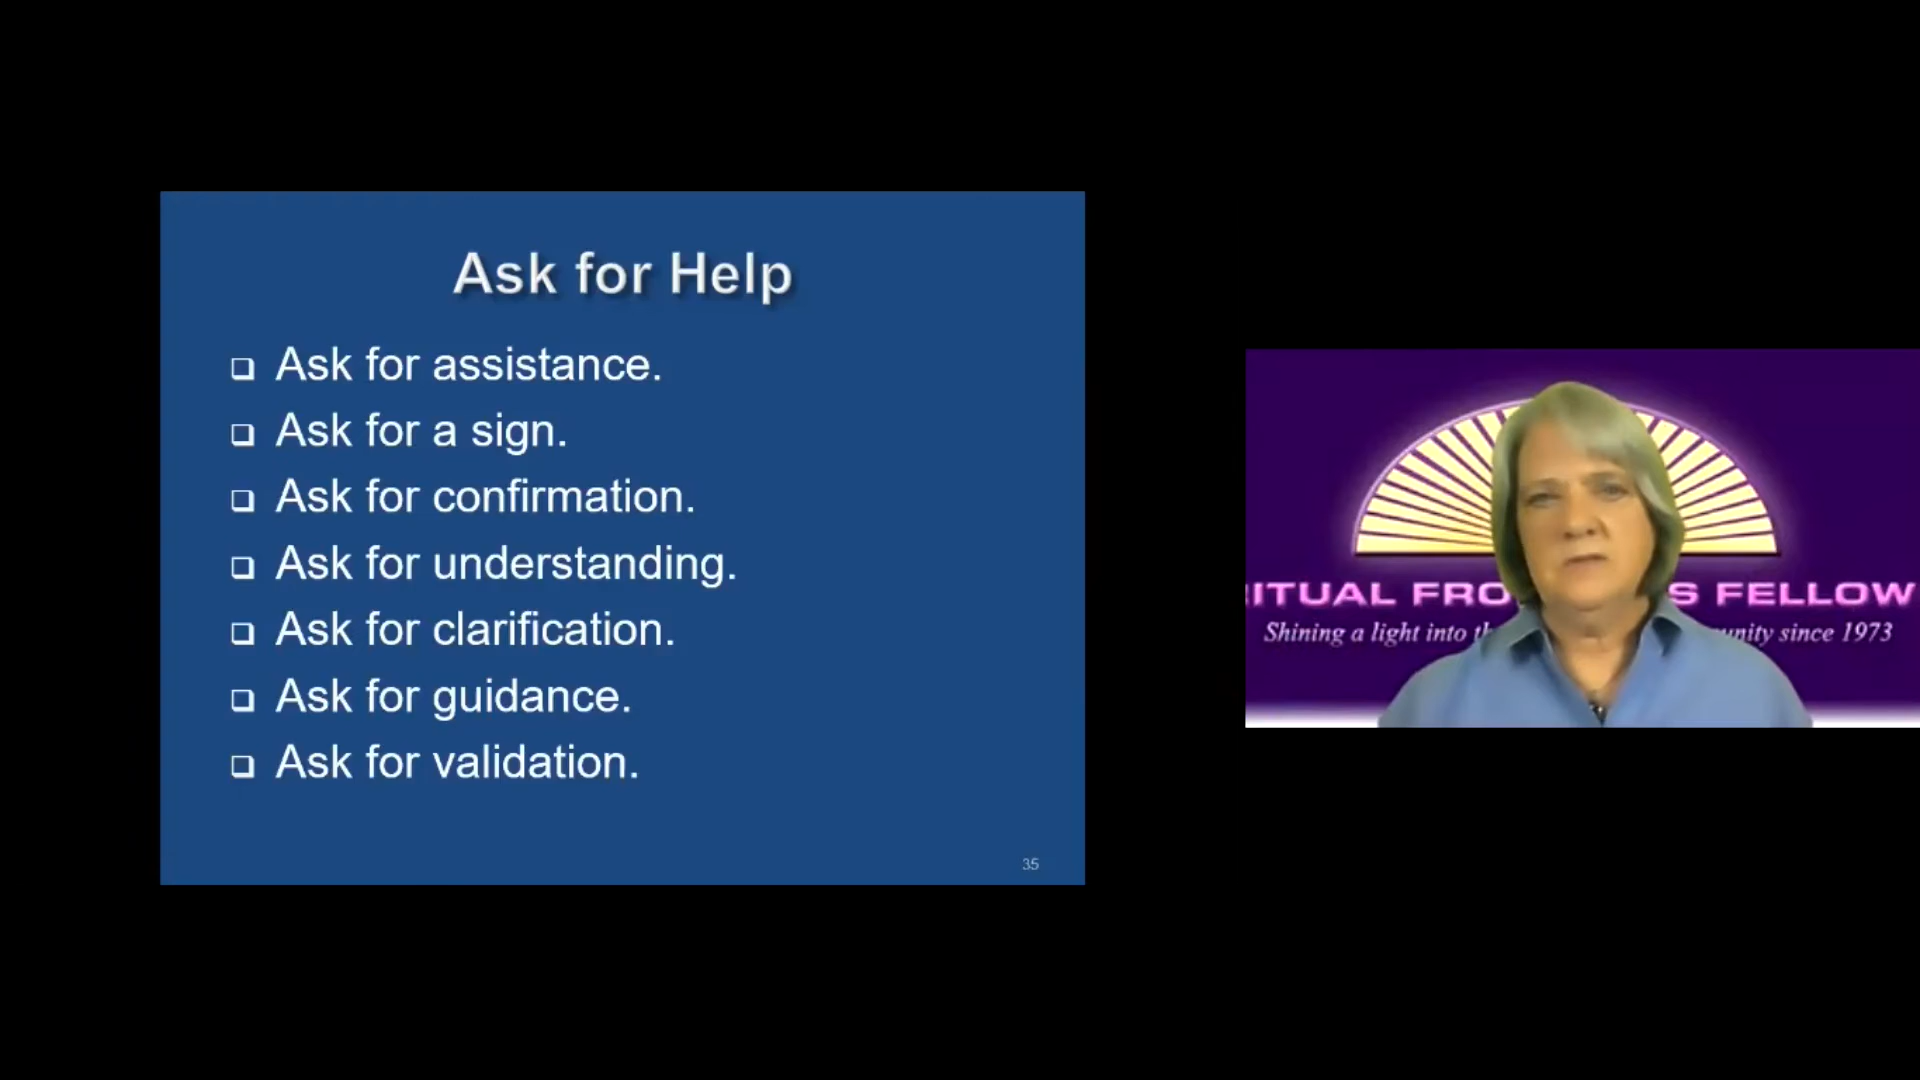 Ask for Help
❑ Ask for assistance.
❑ Ask for a sign.
❑ Ask for confirmation.
❑ Ask for understanding.
❑ Ask for clarification.
❑ Ask for guidance.
❑ Ask for validation.
35
RITUAL FRO S FELLOW
Shining a light into th unity since 1973